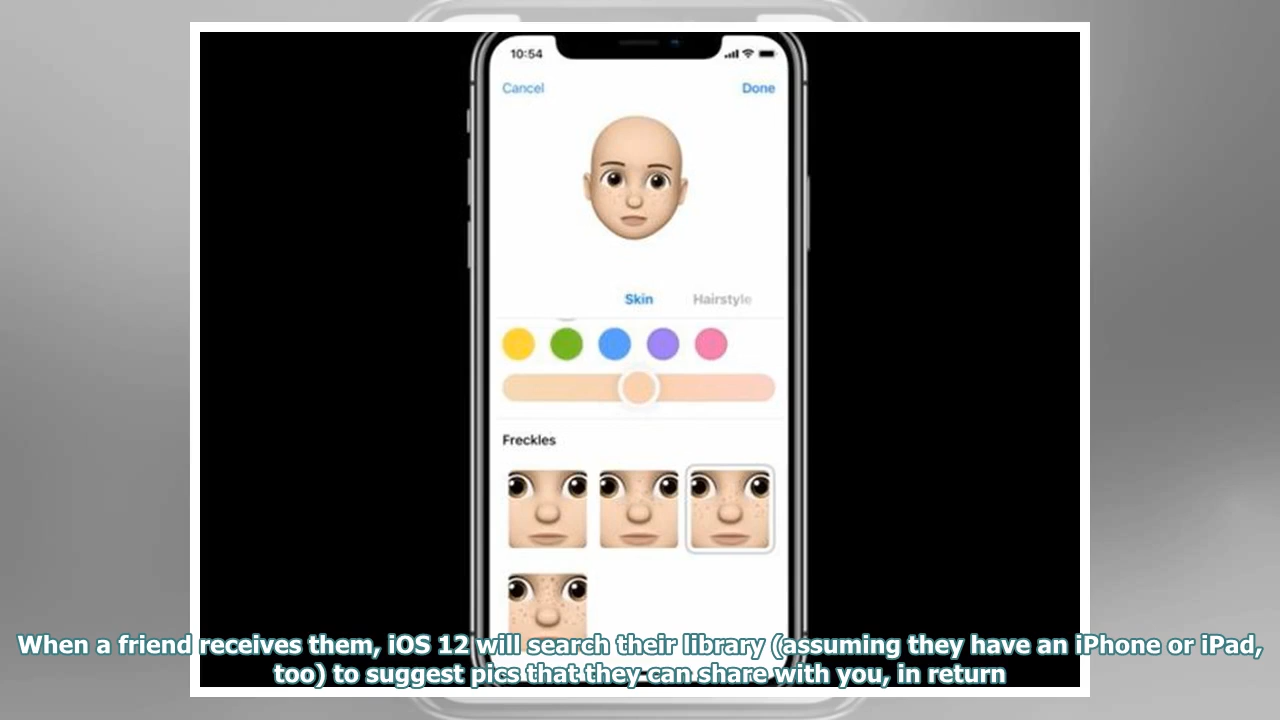 10:54
Cancel
Done
Skin
Hairstyle
Freckles
When a friend receives them, iOS 12 will search their library (assuming they have an iPhone or iPad,
too) to suggest pics that they can share with you, in return